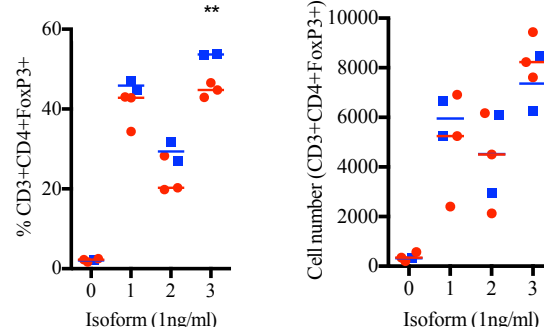 **
60
40
20
0
% CD3+CD4+FoxP3+
0 1 2 3
Isoform (1ng/ml)
10000
8000
6000
4000
2000
0
Cell number (CD3+CD4+FoxP3+)
0 1 2 3
Isoform (1ng/ml)